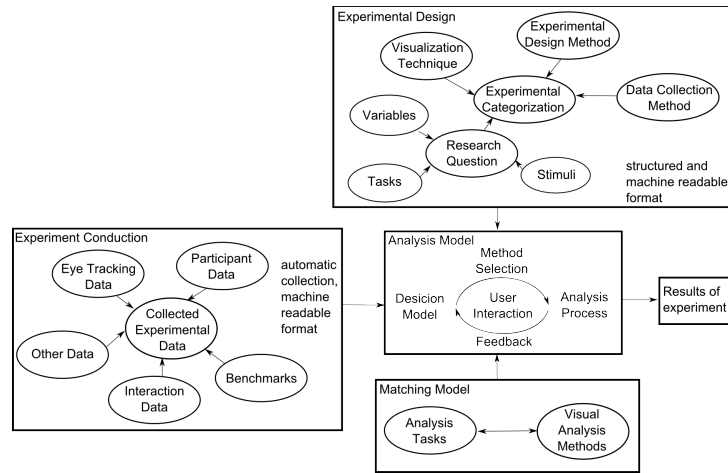 Experimental Design
Experimental
Design Method
Visualization
Technique
Experimental
Categorization
Data Collection
Method
Variables
Research
Question
Tasks
Stimuli
structured and
machine readable
format
Experiment Conduction
Eye Tracking
Data
Participant
Data
automatic
collection,
machine
readable
format
Collected
Experimental
Data
Other Data
Interaction
Data
Benchmarks
Analysis Model
Method
Selection
Desicion
Model
User
Interaction
Analysis
Process
Feedback
Results of
experiment
Matching Model
Analysis
Tasks
Visual
Analysis
Methods